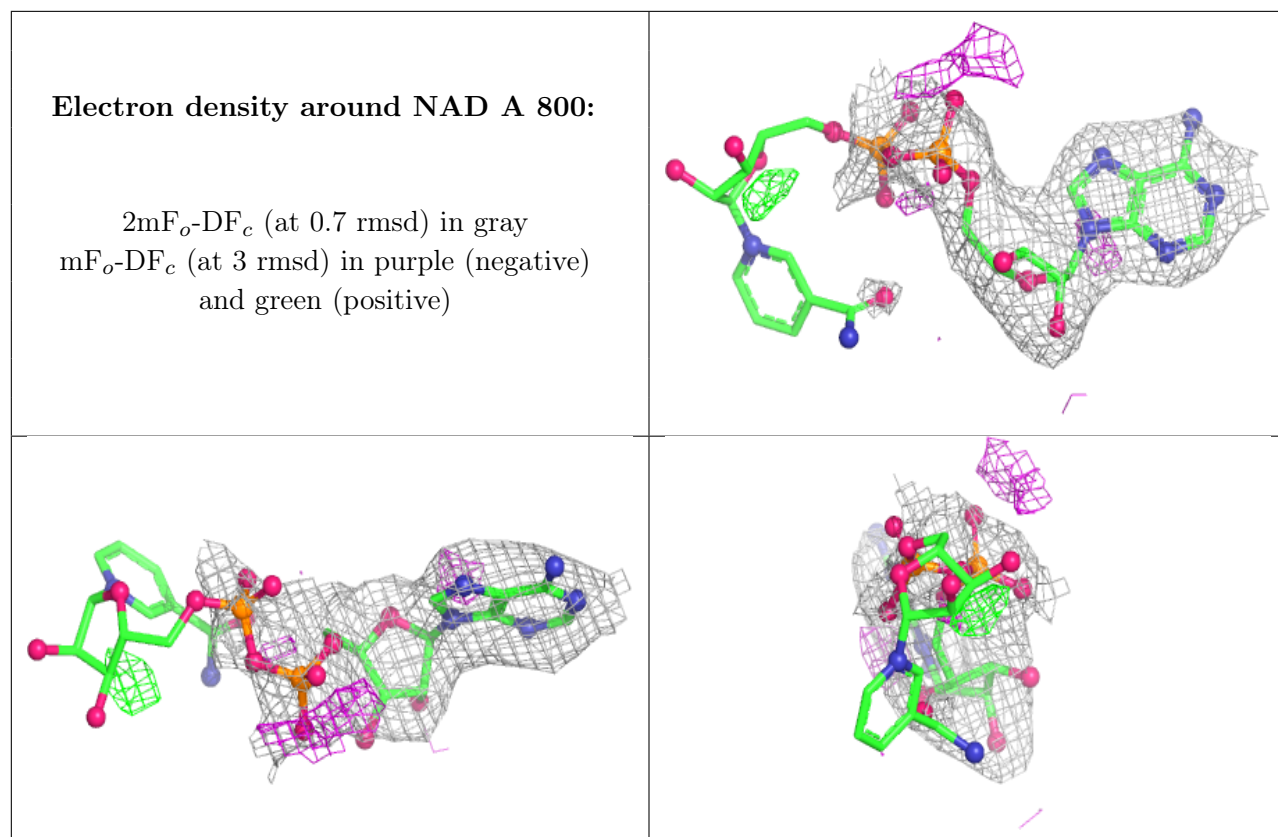 Electron density around NAD A 800:
2mFₒ-DF𝒸 (at 0.7 rmsd) in gray
mFₒ-DF𝒸 (at 3 rmsd) in purple (negative)
and green (positive)